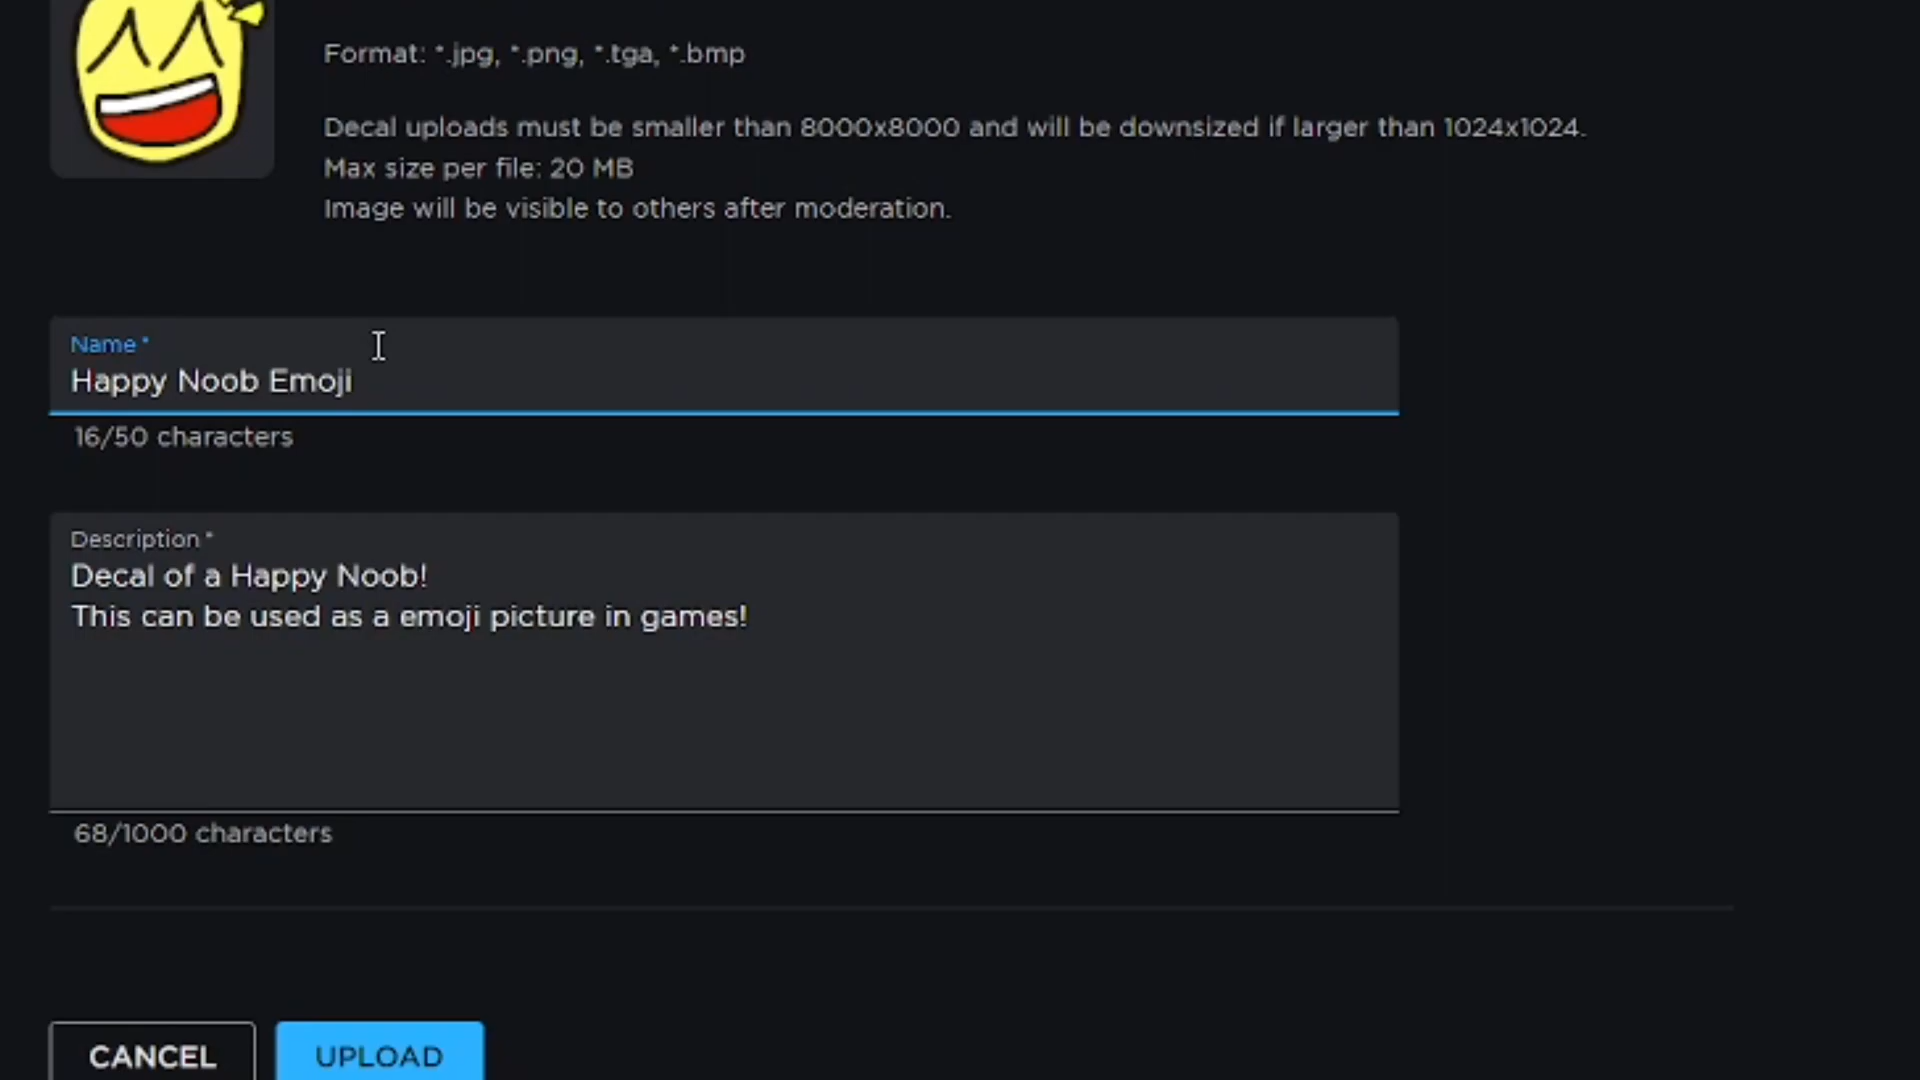 Format: *.jpg, *.png, *.tga, *.bmp
Decal uploads must be smaller than 8000x8000 and will be downsized if larger than 1024x1024.
Max size per file: 20 MB
Image will be visible to others after moderation.
Name *
Happy Noob Emoji
16/50 characters
Description *
Decal of a Happy Noob!
This can be used as a emoji picture in games!
68/1000 characters
CANCEL
UPLOAD